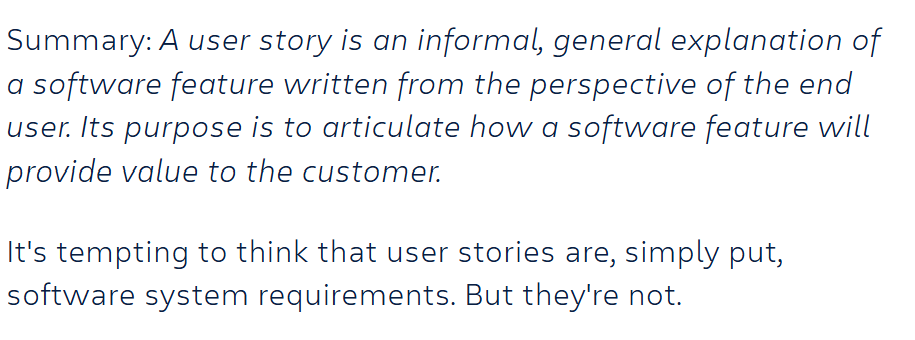 Summary: A user story is an informal, general explanation of
a software feature written from the perspective of the end
user. Its purpose is to articulate how a software feature will
provide value to the customer.
It's tempting to think that user stories are, simply put,
software system requirements. But they're not.